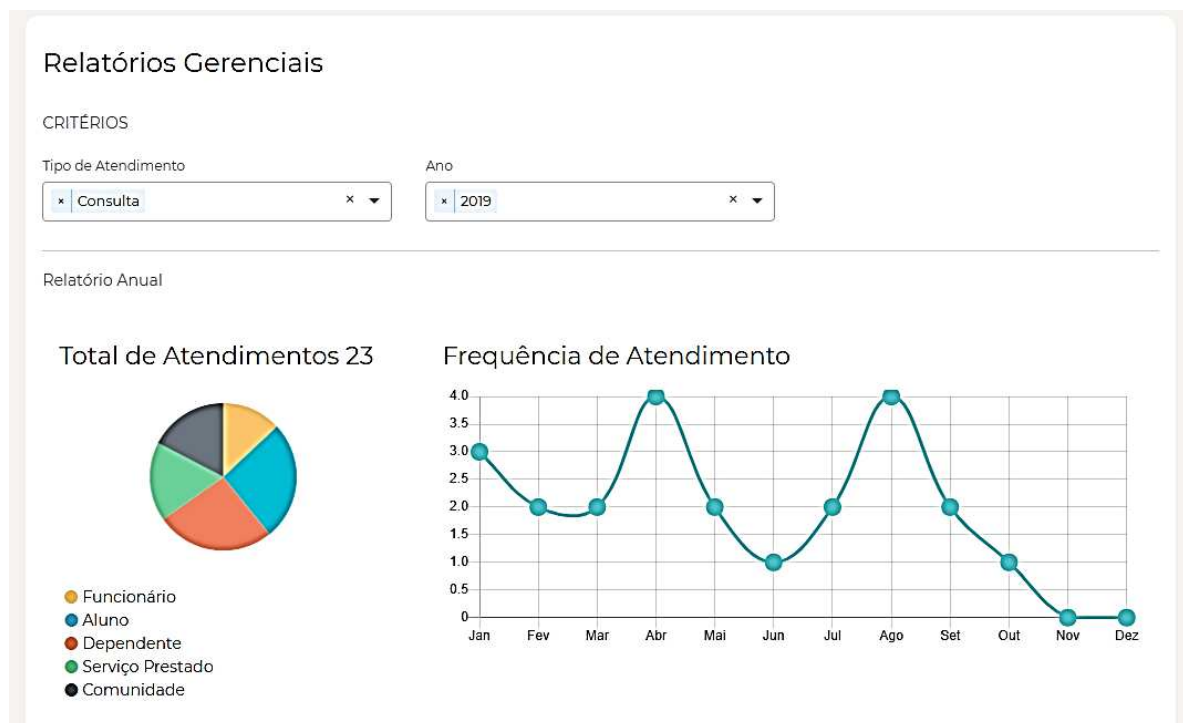 Relatórios Gerenciais
CRITÉRIOS
Tipo de Atendimento
Ano
× Consulta ×
× 2019 ×
Relatório Anual
Total de Atendimentos 23
Funcionário
Aluno
Dependente
Serviço Prestado
Comunidade
Frequência de Atendimento
4.0
3.5
3.0
2.5
2.0
1.5
1.0
0.5
0
Jan Fev Mar Abr Mai Jun Jul Ago Set Out Nov Dez